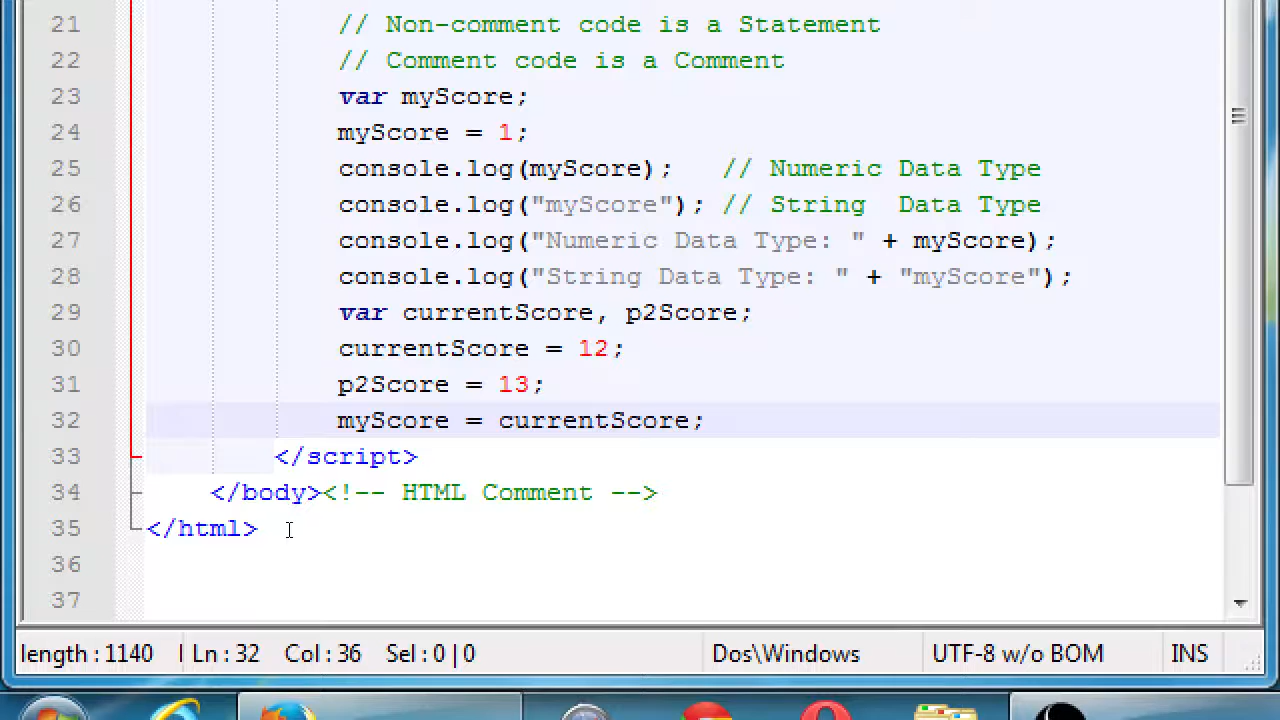 21 // Non-comment code is a Statement
22 // Comment code is a Comment
23 var myScore;
24 myScore = 1;
25 console.log(myScore);   // Numeric Data Type
26 console.log("myScore"); // String  Data Type
27 console.log("Numeric Data Type: " + myScore);
28 console.log("String Data Type: " + "myScore");
29 var currentScore, p2Score;
30 currentScore = 12;
31 p2Score = 13;
32 myScore = currentScore;
33 </script>
34 </body><!-- HTML Comment -->
35 </html>
36
37
length : 1140 l Ln : 32 Col : 36 Sel : 0 | 0 Dos\Windows UTF-8 w/o BOM INS